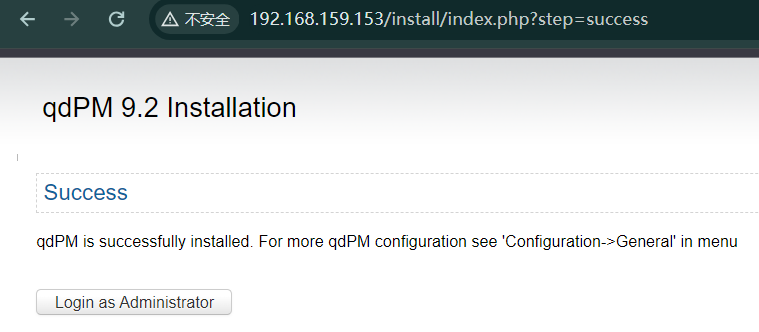 不安全 192.168.159.153/install/index.php?step=success
qdPM 9.2 Installation
Success
qdPM is successfully installed. For more qdPM configuration see 'Configuration->General' in menu
Login as Administrator